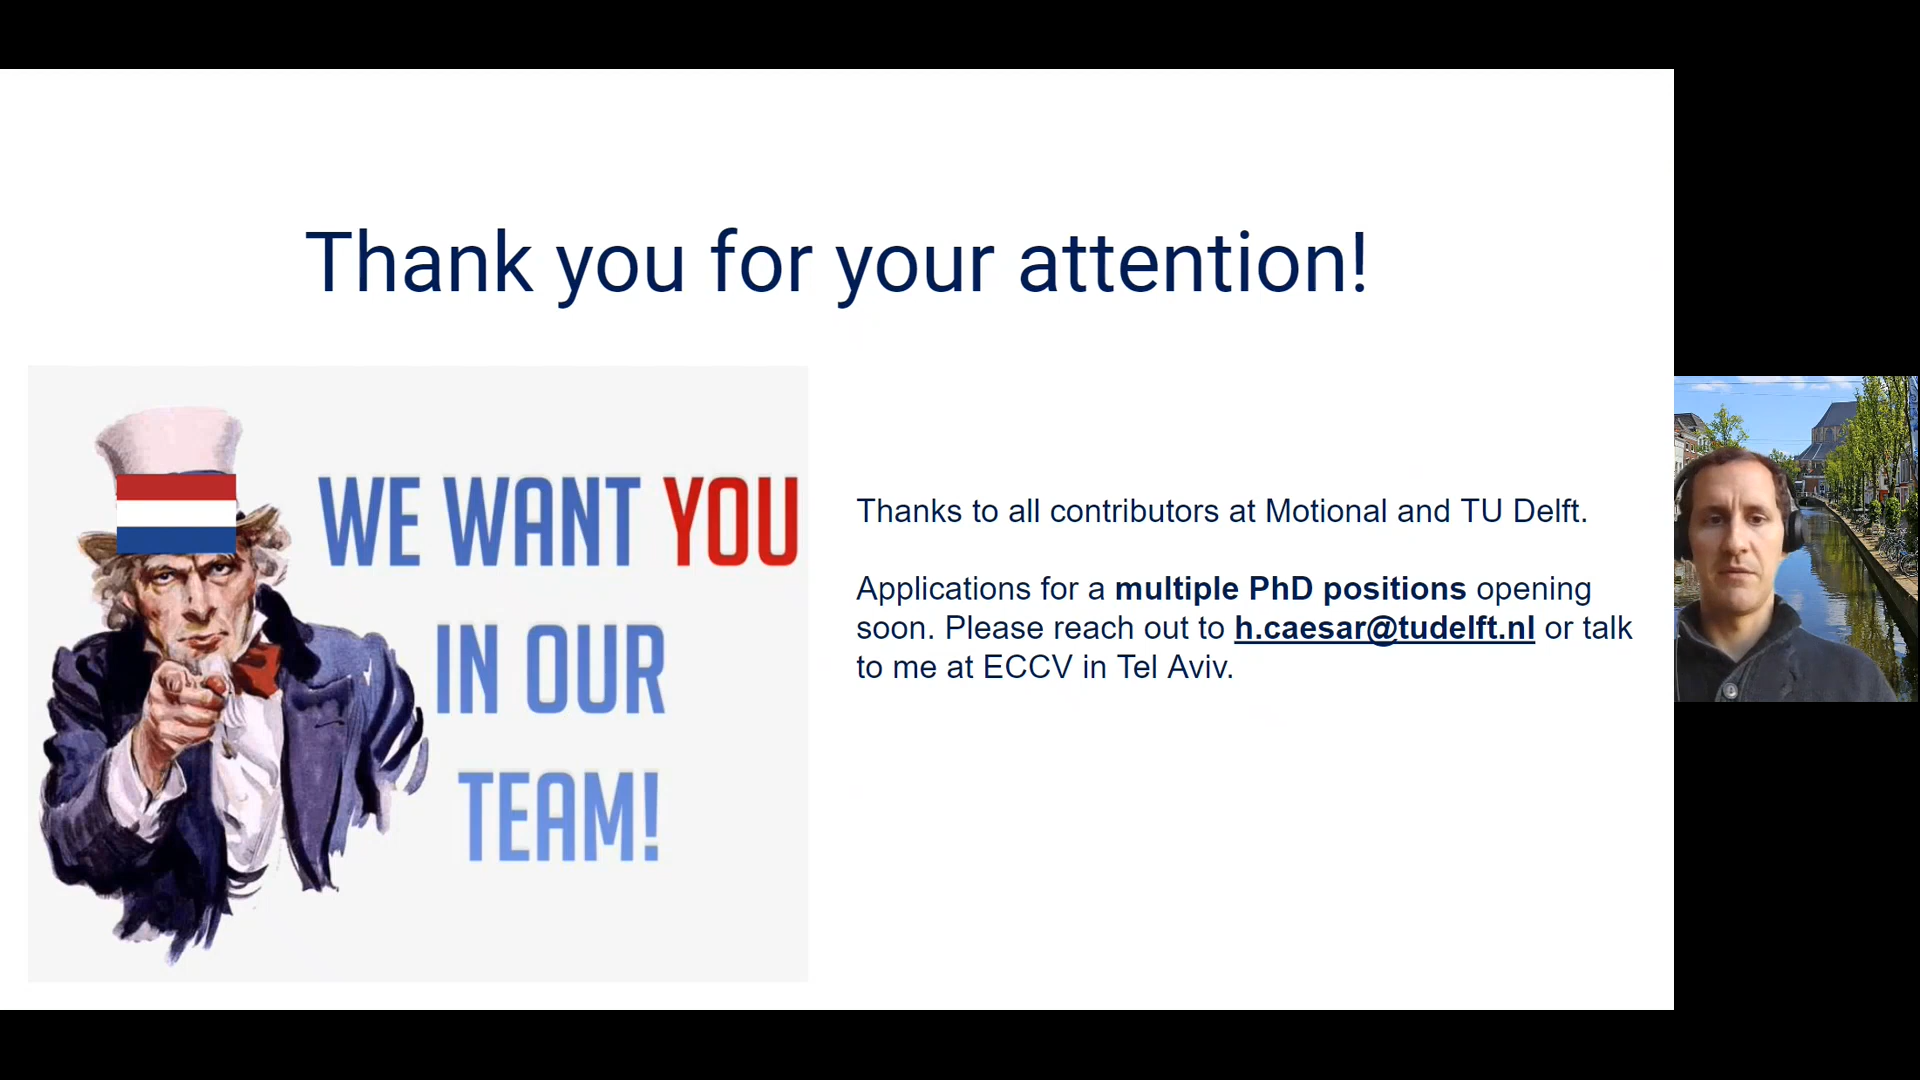 Thank you for your attention!
WE WANT YOU
IN OUR
TEAM!
Thanks to all contributors at Motional and TU Delft.
Applications for a multiple PhD positions opening
soon. Please reach out to h.caesar@tudelft.nl or talk
to me at ECCV in Tel Aviv.